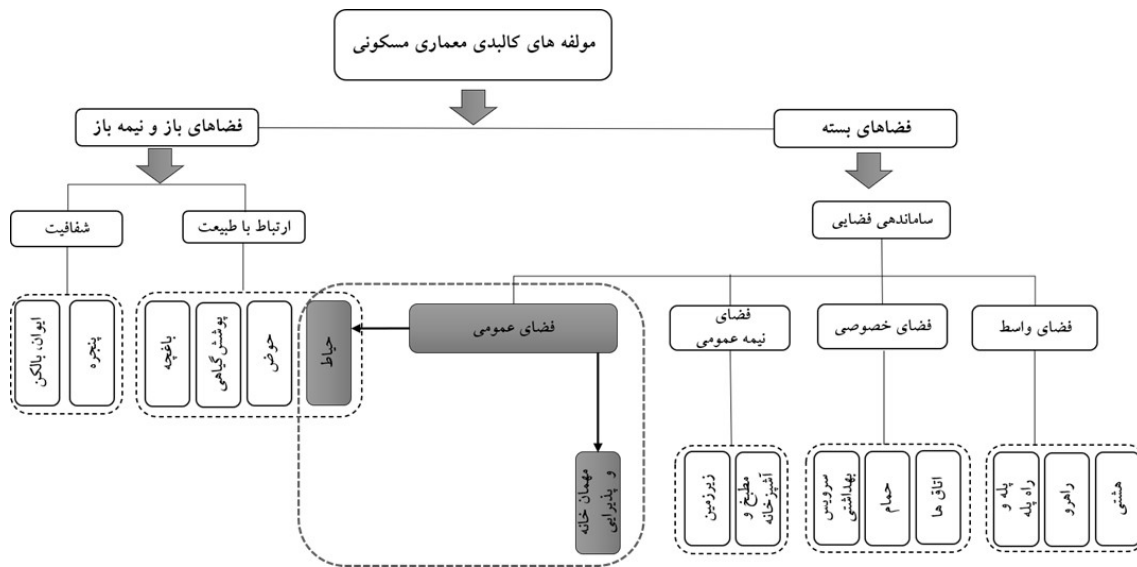 مولفه های کالبدی معماری مسکونی
فضاهای بسته
فضاهای باز و نیمه باز
ساماندهی فضایی
ارتباط با طبیعت
شفافیت
فضای واسط
فضای خصوصی
فضای
نیمه عمومی
فضای عمومی
حیاط
حوض
پوشش گیاهی
باغچه
پنجره
ایوان، بالکن
هشتی
راهرو
پله و
راه پله
اتاق ها
حمام
سرویس
بهداشتی
مطبخ و
آشپزخانه
زیرزمین
مهمان خانه
و پذیرایی